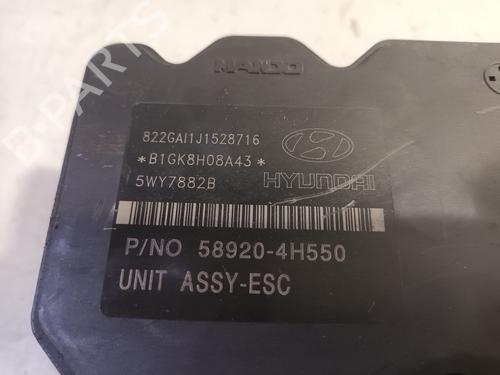 MANDO
822GAI1J1528716
*B1GK8H08A43*
5WY7882B
HYUNDAI
P/NO 58920-4H550
UNIT ASSY-ESC
B-PARTS